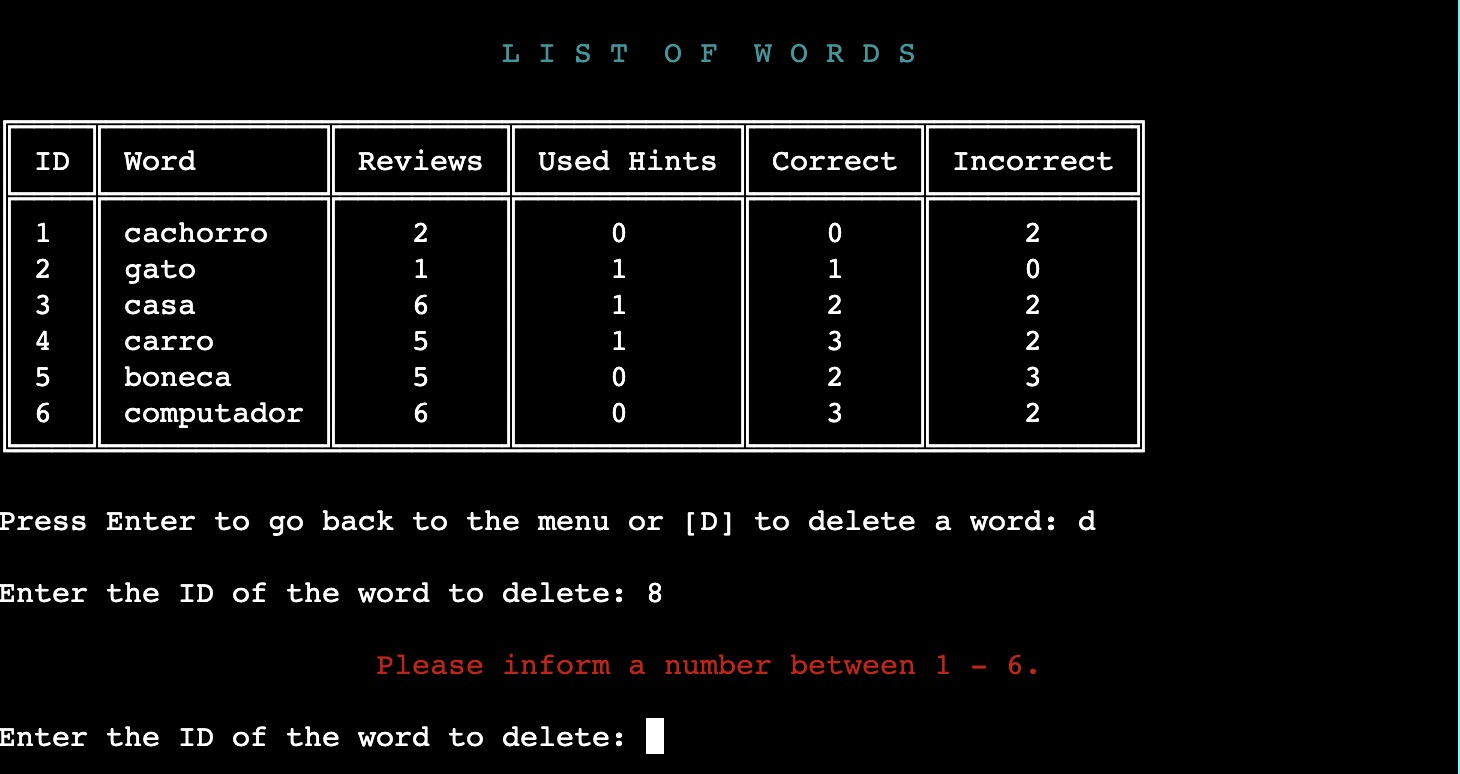 L I S T  O F  W O R D S
ID Word Reviews Used Hints Correct Incorrect
1 cachorro 2 0 0 2
2 gato 1 1 1 0
3 casa 6 1 2 2
4 carro 5 1 3 2
5 boneca 5 0 2 3
6 computador 6 0 3 2
Press Enter to go back to the menu or [D] to delete a word: d
Enter the ID of the word to delete: 8
Please inform a number between 1 - 6.
Enter the ID of the word to delete: